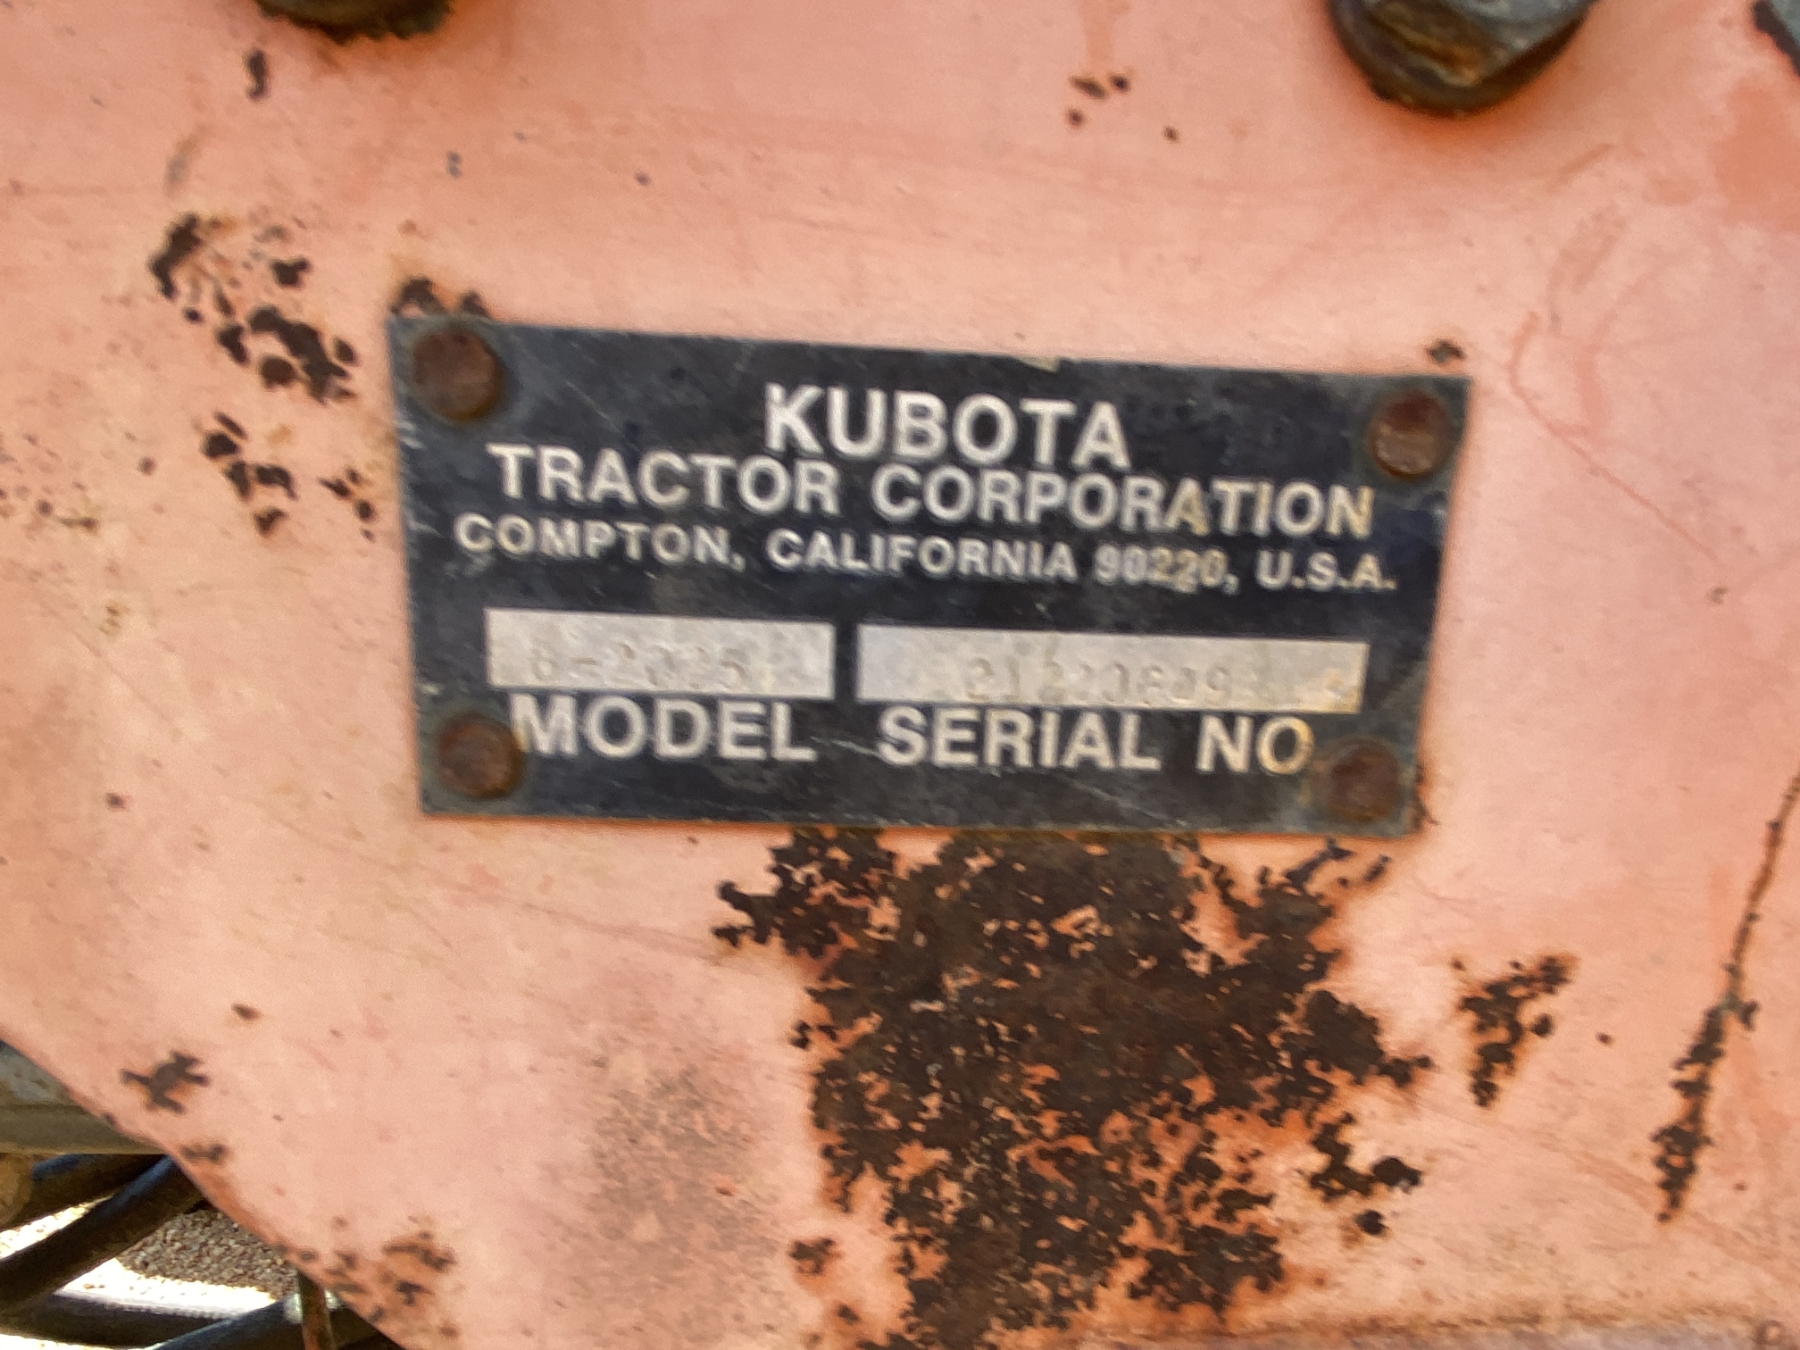 KUBOTA
TRACTOR CORPORATION
COMPTON, CALIFORNIA 90220, U.S.A.
MODEL SERIAL NO